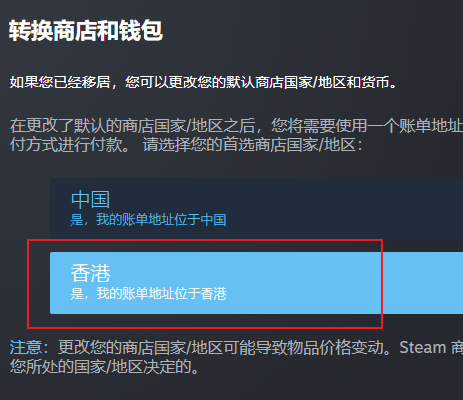 转换商店和钱包
如果您已经移居，您可以更改您的默认商店国家/地区和货币。
在更改了默认的商店国家/地区之后，您将需要使用一个账单地址
付方式进行付款。 请选择您的首选商店国家/地区：
中国
是，我的账单地址位于中国
香港
是，我的账单地址位于香港
注意：更改您的商店国家/地区可能导致物品价格变动。Steam 商
您所处的国家/地区决定的。